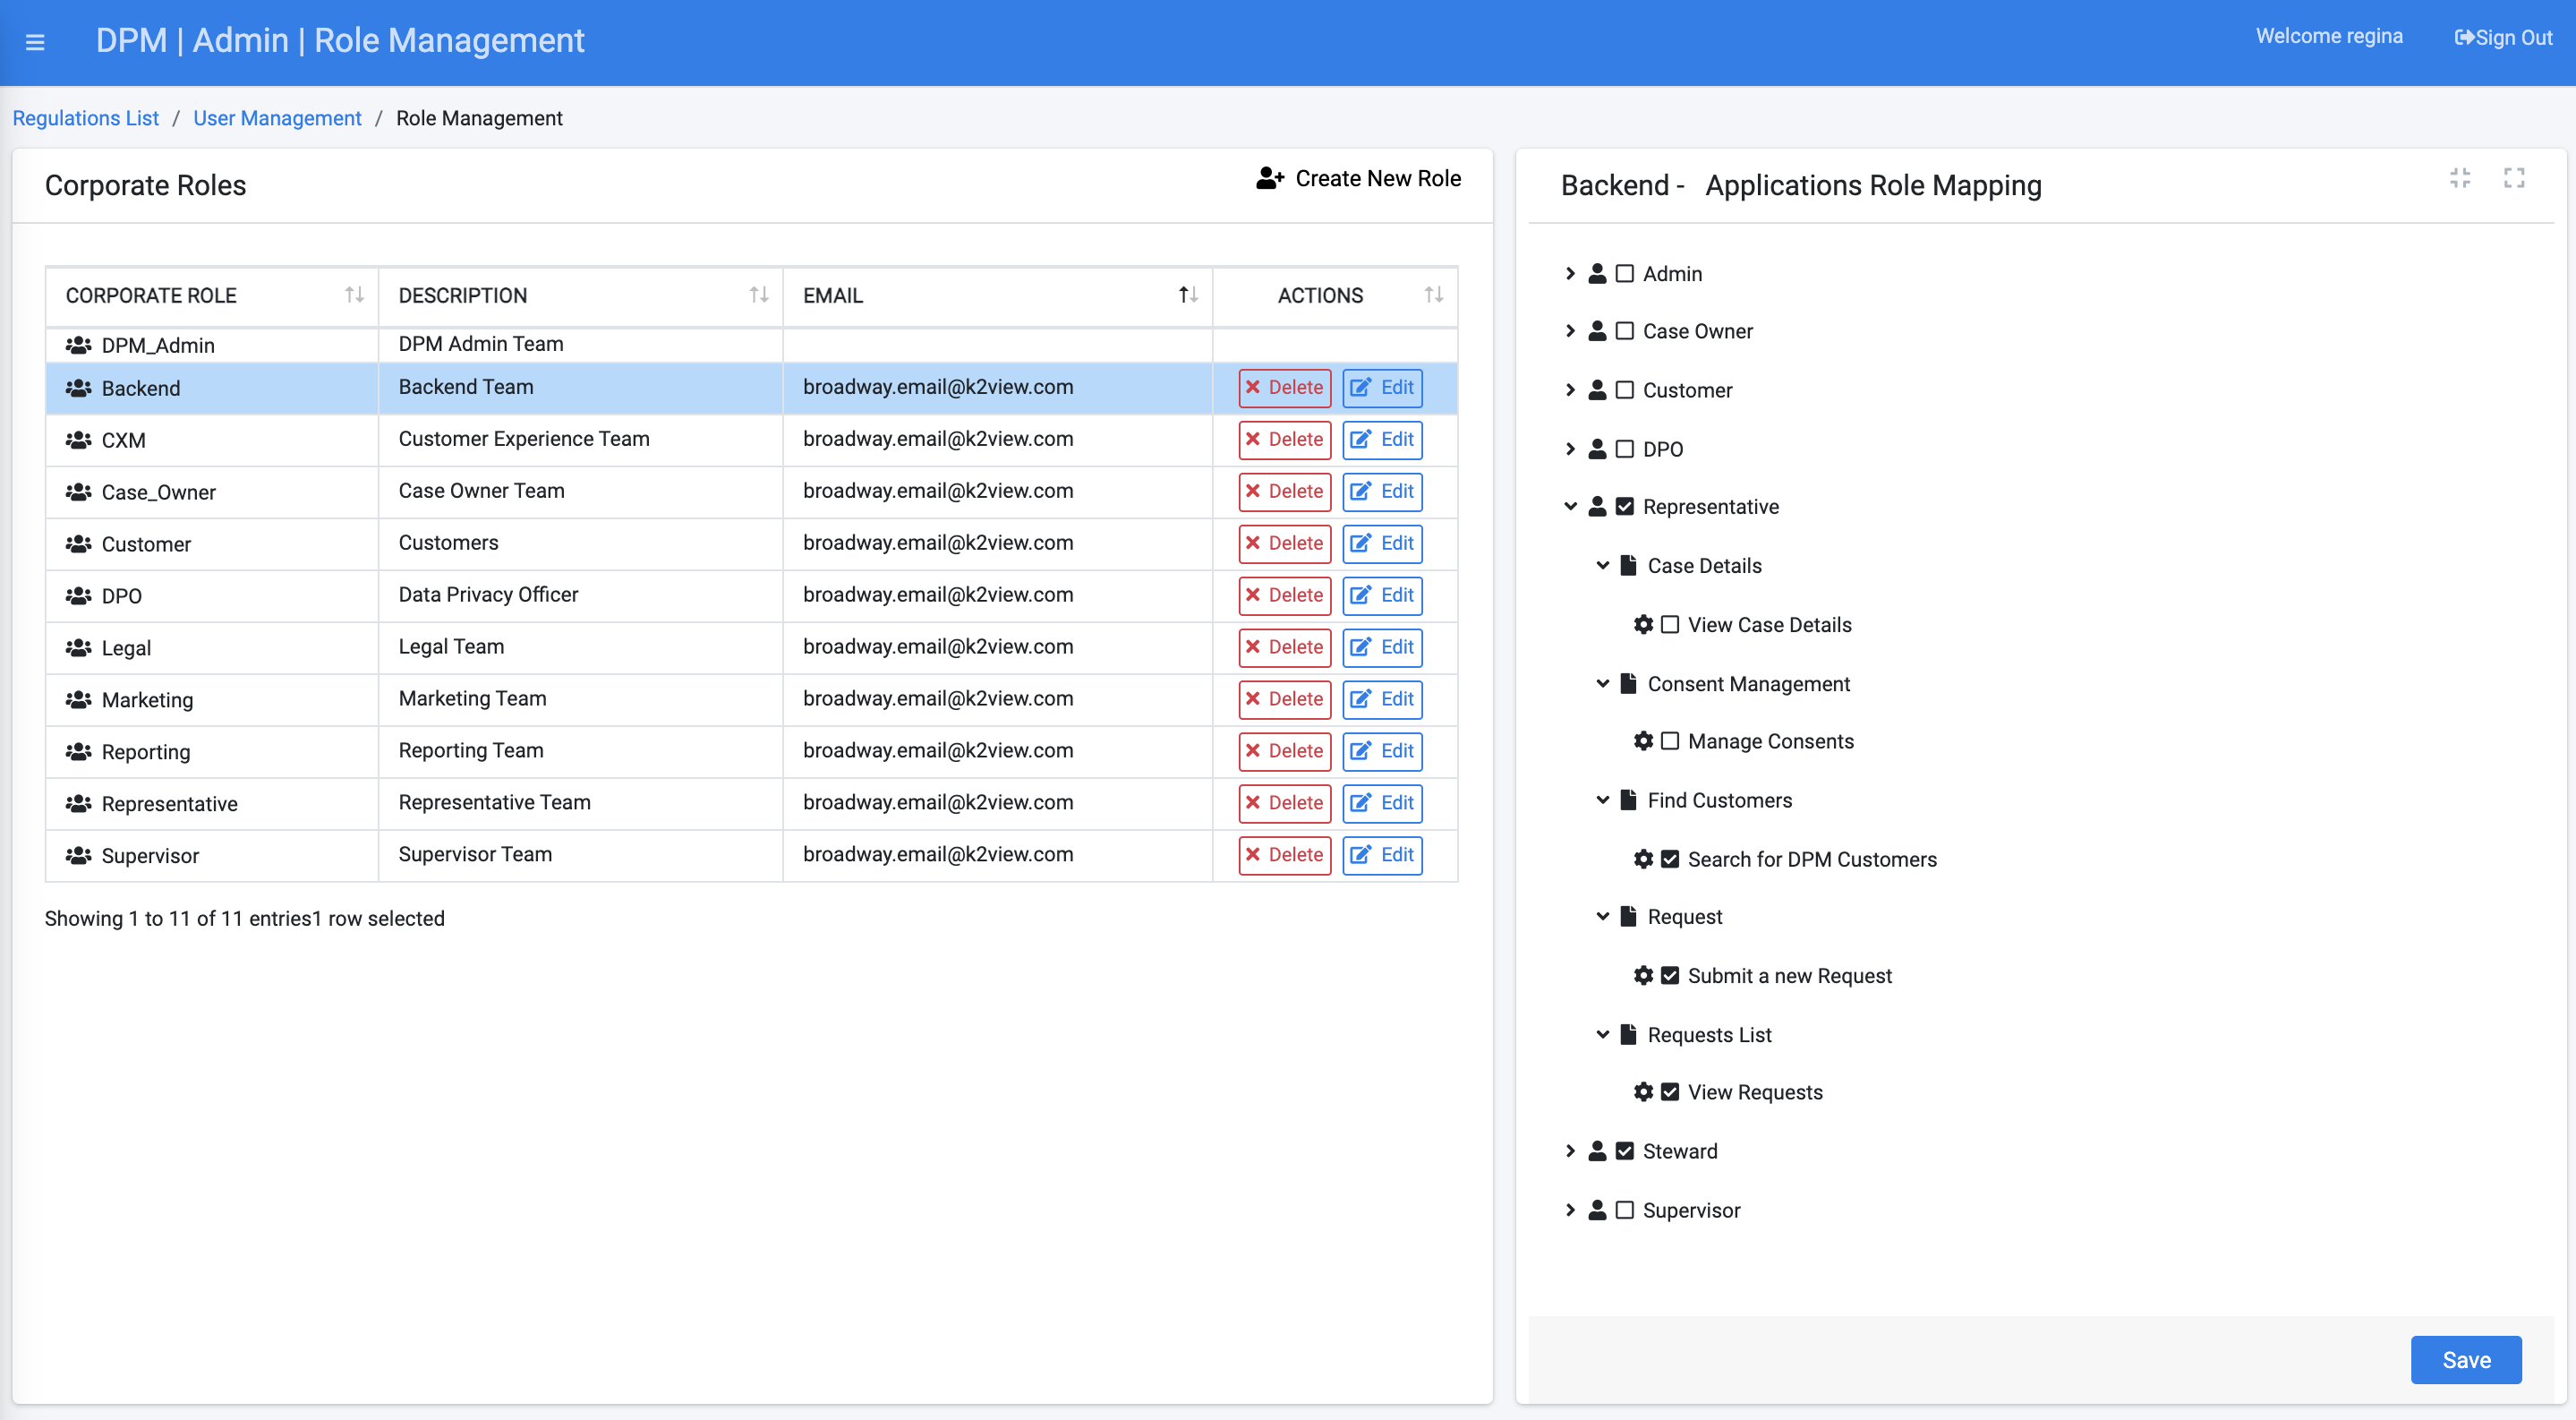 DPM | Admin | Role Management
Welcome regina
Sign Out
Regulations List / User Management / Role Management
Corporate Roles
Create New Role
CORPORATE ROLE DESCRIPTION EMAIL ACTIONS
DPM_Admin DPM Admin Team
Backend Backend Team broadway.email@k2view.com Delete Edit
CXM Customer Experience Team broadway.email@k2view.com Delete Edit
Case_Owner Case Owner Team broadway.email@k2view.com Delete Edit
Customer Customers broadway.email@k2view.com Delete Edit
DPO Data Privacy Officer broadway.email@k2view.com Delete Edit
Legal Legal Team broadway.email@k2view.com Delete Edit
Marketing Marketing Team broadway.email@k2view.com Delete Edit
Reporting Reporting Team broadway.email@k2view.com Delete Edit
Representative Representative Team broadway.email@k2view.com Delete Edit
Supervisor Supervisor Team broadway.email@k2view.com Delete Edit
Showing 1 to 11 of 11 entries1 row selected
Backend - Applications Role Mapping
Admin
Case Owner
Customer
DPO
Representative
Case Details
View Case Details
Consent Management
Manage Consents
Find Customers
Search for DPM Customers
Request
Submit a new Request
Requests List
View Requests
Steward
Supervisor
Save